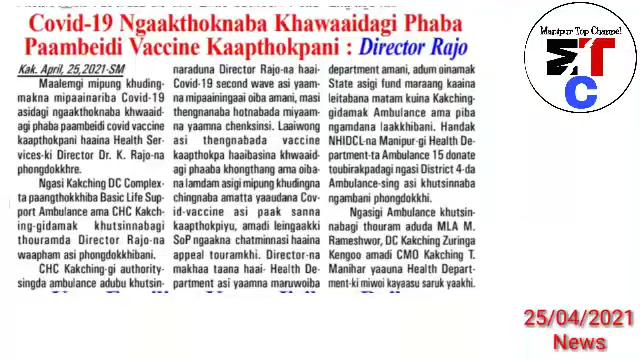 Covid-19 Ngaakthoknaba Khawaaidagi Phaba
Paambeidi Vaccine Kaapthokpani : Director Rajo
Kak. April, 25,2021-SM
Maalemgi mipung khuding-
makna mipaainariba Covid-19
asidagi ngaakthoknaba khwaaid-
agi phaba paambeidi covid vaccine
kaapthokpani haaina Health Ser-
vices-ki Director Dr. K. Rajo-na
phongdokkhre.
Ngasi Kakching DC Complex-
ta paangthokkhiba Basic Life Sup-
port Ambulance ama CHC Kakch-
ing-gidamak khutsinnabagi
thouramda Director Rajo-na
waapham asi phongdokkhibani.
CHC Kakching-gi authority-
singda ambulance adubu khutsin-
naraduna Director Rajo-na haai-
Covid-19 second wave asi yaam-
na mipaainingaai oiba amani, masi
thengnanaba hotnabada miyaam-
na yaamna chenksinsi. Laaiwong
asi thengnabada vaccine
kaapthokpa haaibasina khwaaid-
agi phaaba khongthang ama oiba-
na lamdam asigi mipung khudingna
chingnaba amatta yaaudana Cov-
id-vaccine asi paak sanna
kaapthokpiyu, amadi leingaakki
SoP ngaakna chatminnasi haaina
appeal touramkhi. Director-na
makhaa taana haai- Health De-
partment asi yaamna maruwoiba
department amani, adum oinamak
State asigi fund maraang kaaina
leitabana matam kuina Kakching-
gidamak Ambulance ama piba
ngamdana laakkhibani. Handak
NHIDCL-na Manipur-gi Health De-
partment-ta Ambulance 15 donate
toubirakpadagi ngasi District 4-da
Ambulance-sing asi khutsinnaba
ngambani phongdokkhi.
Ngasigi Ambulance khutsin-
nabagi thouram aduda MLA M.
Rameshwor, DC Kakching Zuringa
Kengoo amadi CMO Kakching T.
Manihar yaauna Health Depart-
ment-ki miwoi kayaasu saruk yaakhi.
Manipur Top Channel
MTC
25/04/2021
News